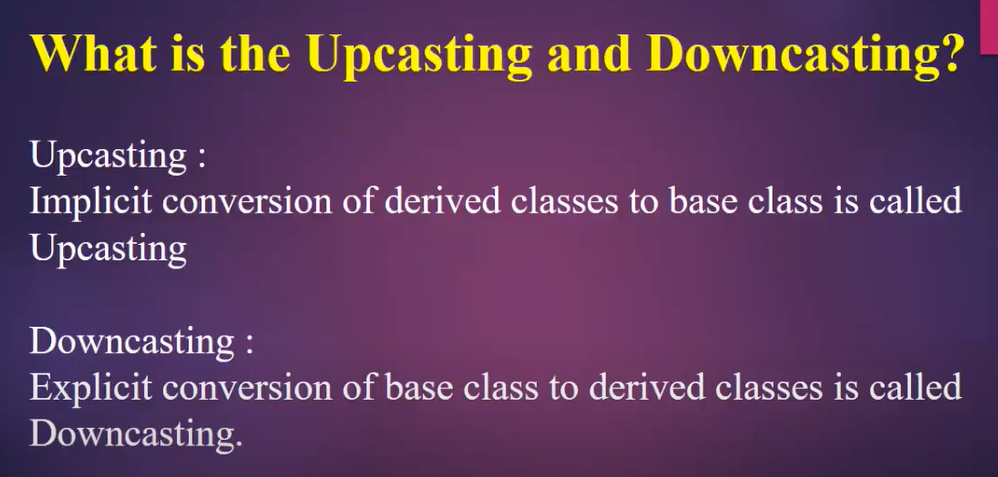 What is the Upcasting and Downcasting?
Upcasting :
Implicit conversion of derived classes to base class is called
Upcasting
Downcasting :
Explicit conversion of base class to derived classes is called
Downcasting.